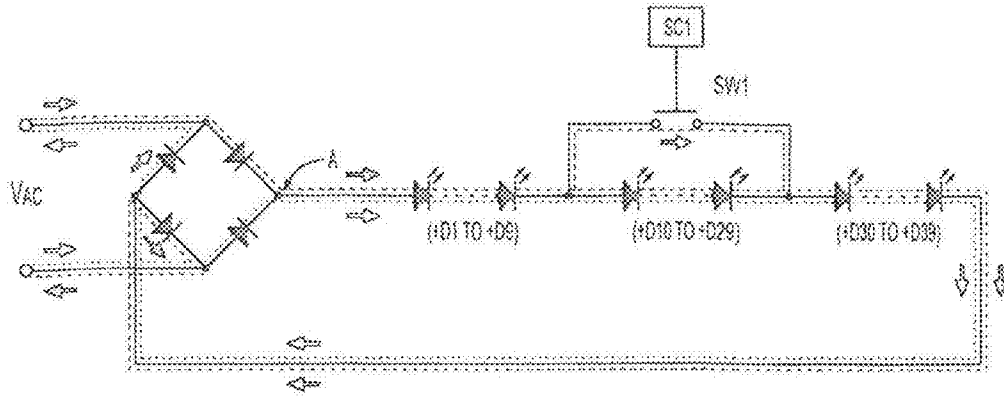 SC1
SW1
A
VAC
(+D1 TO +D9)
(+D10 TO +D29)
(+D30 TO +D39)